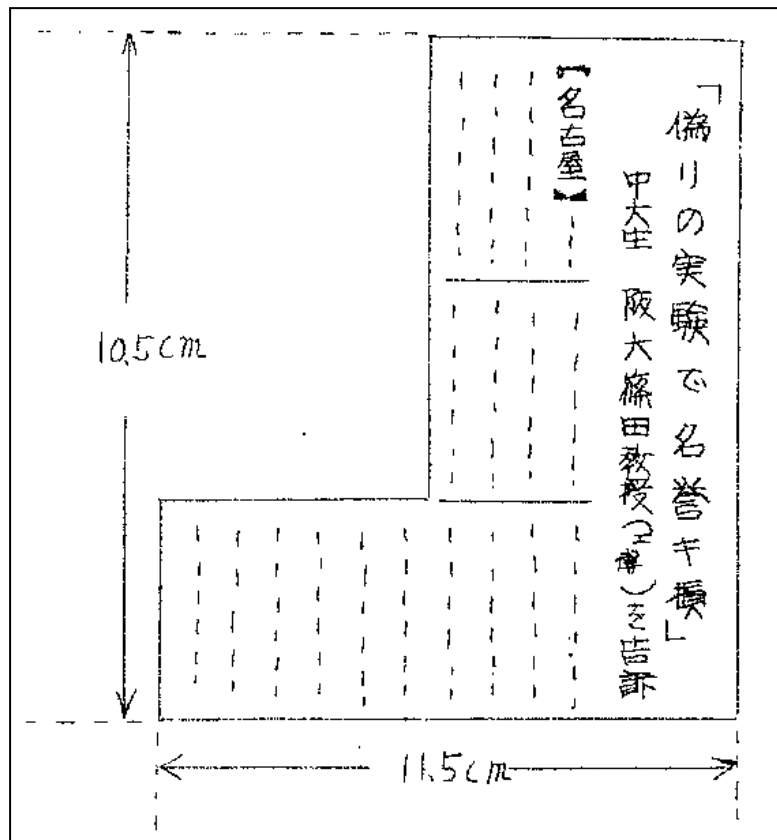 「偽りの実験で名誉キ損」
中大生 阪大篠田教授(工博)を告訴
【名古屋】
10.5cm
11.5cm